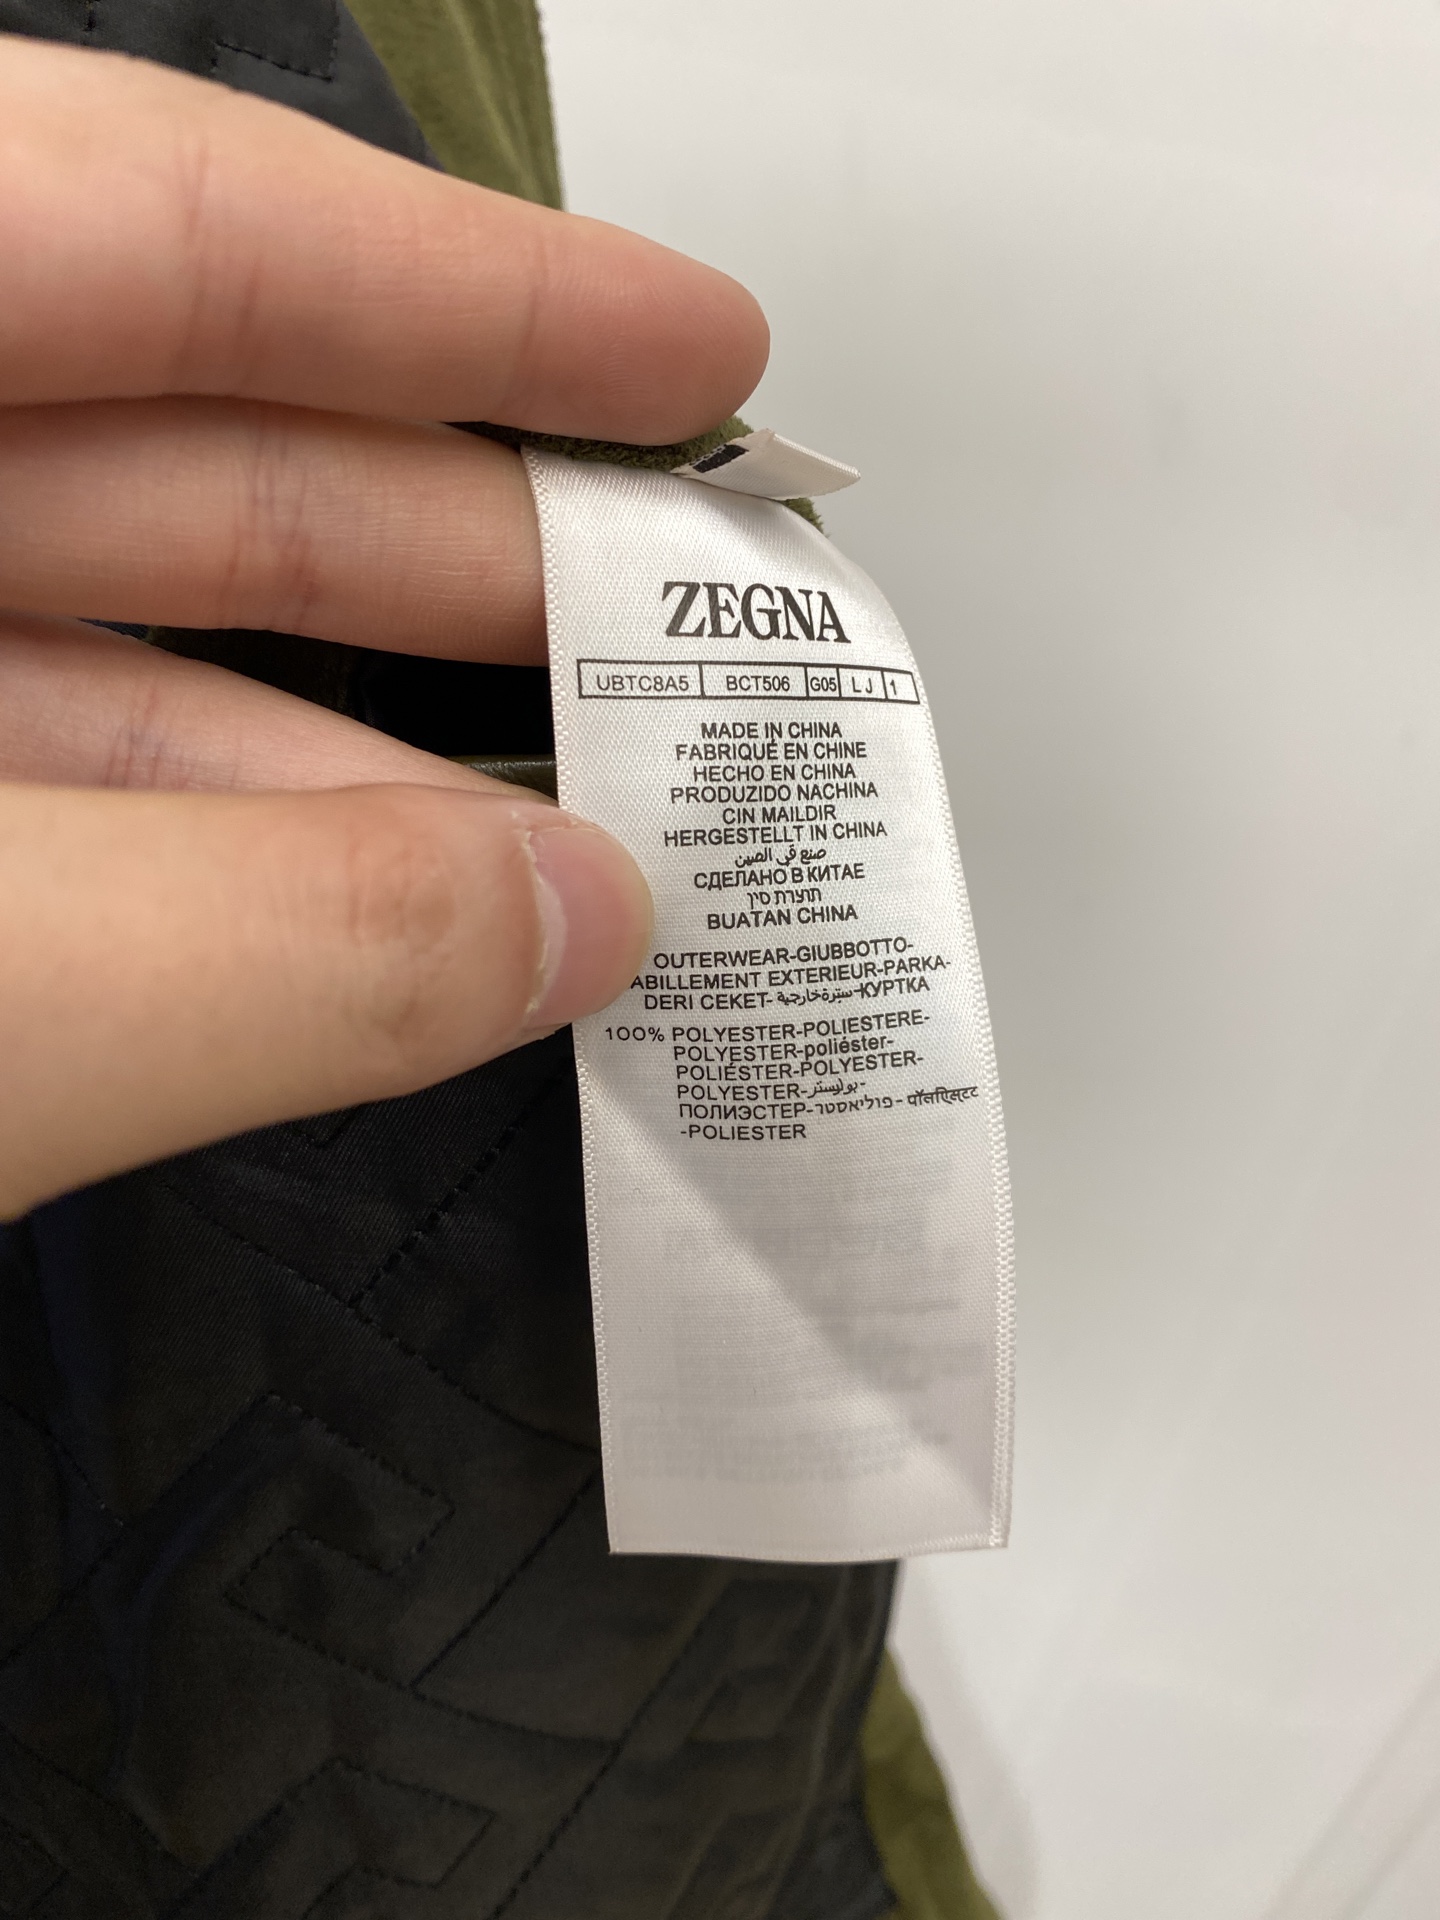 ZEGNA
UBTC8A5 BCT506 G05 LJ 1
MADE IN CHINA
FABRIQUÉ EN CHINE
HECHO EN CHINA
PRODUZIDO NACHINA
CIN MAILDIR
HERGESTELLT IN CHINA
صنع في الصين
СДЕЛАНО В КИТАЕ
תוצרת סין
BUATAN CHINA
OUTERWEAR-GIUBBOTTO-
ABILLEMENT EXTERIEUR-PARKA-
DERI CEKET-سترة خارجية-КУРТКА
100% POLYESTER-POLIESTERE-
POLYESTER-poliéster-
POLIÉSTER-POLYESTER-
POLYESTER-بوليستر-
ПОЛИЭСТЕР-פוליאסטר-
-POLIESTER